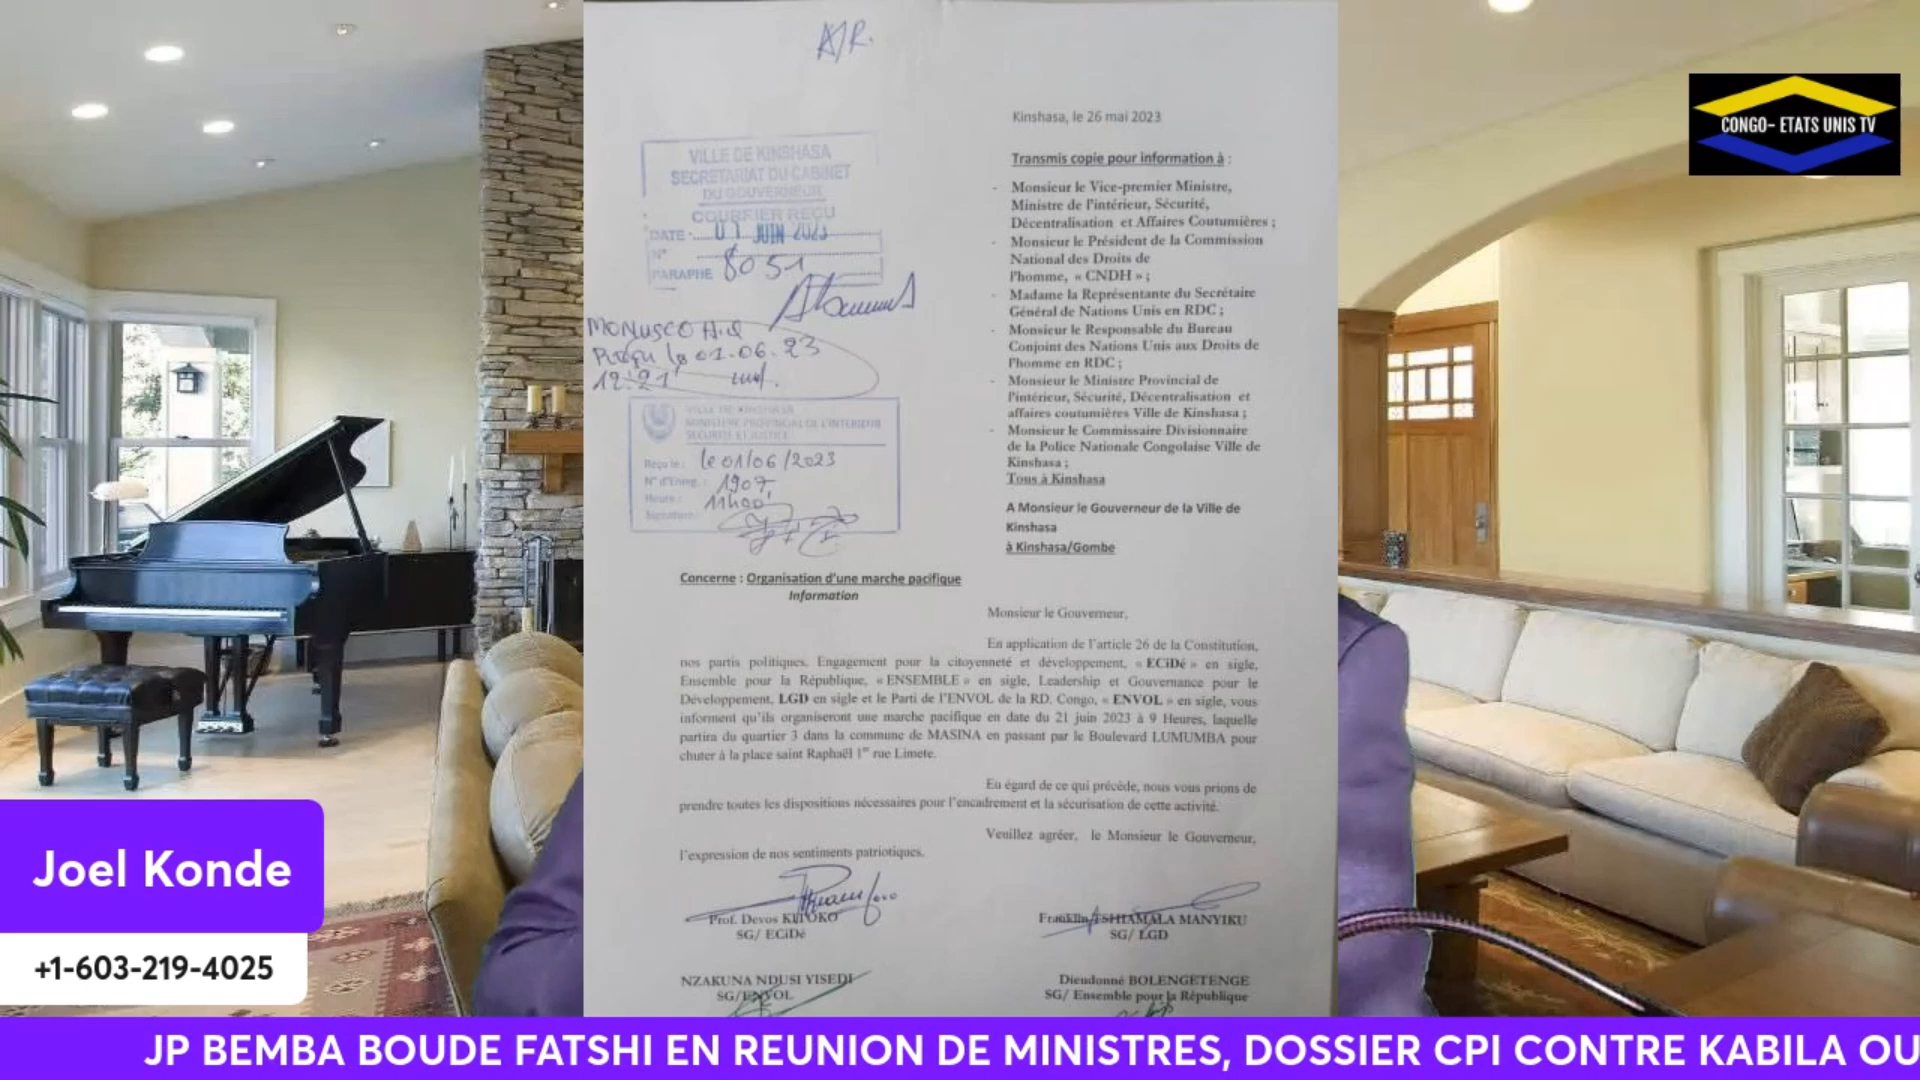 A/R.
Kinshasa, le 26 mai 2023
CONGO- ETATS UNIS TV
VILLE DE KINSHASA
SECRETARIAT DU CABINET
DU GOUVERNEUR
COURRIER REÇU
DATE 01 JUIN 2023
N°
PARAPHE 8051
MONUSCO H.Q
Reçu le 01.06.23
12:21'
VILLE DE KINSHASA
MINISTERE PROVINCIAL DE L'INTERIEUR
SECURITE ET JUSTICE
Reçu le : le 01/06/2023
N° d'Enreg. : 1907
Heure : 11h00'
Signature :
Transmis copie pour information à :
- Monsieur le Vice-premier Ministre,
Ministre de l'intérieur, Sécurité,
Décentralisation et Affaires Coutumières ;
- Monsieur le Président de la Commission
National des Droits de
l'homme, « CNDH » ;
- Madame la Représentante du Secrétaire
Général de Nations Unis en RDC ;
- Monsieur le Responsable du Bureau
Conjoint des Nations Unis aux Droits de
l'homme en RDC ;
- Monsieur le Ministre Provincial de
l'intérieur, Sécurité, Décentralisation et
affaires coutumières Ville de Kinshasa ;
- Monsieur le Commissaire Divisionnaire
de la Police Nationale Congolaise Ville de
Kinshasa ;
Tous à Kinshasa
A Monsieur le Gouverneur de la Ville de
Kinshasa
à Kinshasa/Gombe
Concerne : Organisation d'une marche pacifique
Information
Monsieur le Gouverneur,
En application de l'article 26 de la Constitution,
nos partis politiques, Engagement pour la citoyenneté et développement, « ECiDé » en sigle,
Ensemble pour la République, « ENSEMBLE » en sigle, Leadership et Gouvernance pour le
Développement, LGD en sigle et le Parti de l'ENVOL de la RD. Congo, « ENVOL » en sigle, vous
informent qu'ils organiseront une marche pacifique en date du 21 juin 2023 à 9 Heures, laquelle
partira du quartier 3 dans la commune de MASINA en passant par le Boulevard LUMUMBA pour
chuter à la place saint Raphaël 1er rue Limete.
Eu égard de ce qui précède, nous vous prions de
prendre toutes les dispositions nécessaires pour l'encadrement et la sécurisation de cette activité.
Veuillez agréer, le Monsieur le Gouverneur,
l'expression de nos sentiments patriotiques.
Prof. Devos KITOKO
SG/ ECiDé
Franklin TSHIAMALA MANYIKU
SG/ LGD
NZAKUNA NDUSI YISEDI
SG/ENVOL
Dieudonné BOLENGETENGE
SG/ Ensemble pour la République
Joel Konde
+1-603-219-4025
JP BEMBA BOUDE FATSHI EN REUNION DE MINISTRES, DOSSIER CPI CONTRE KABILA OU